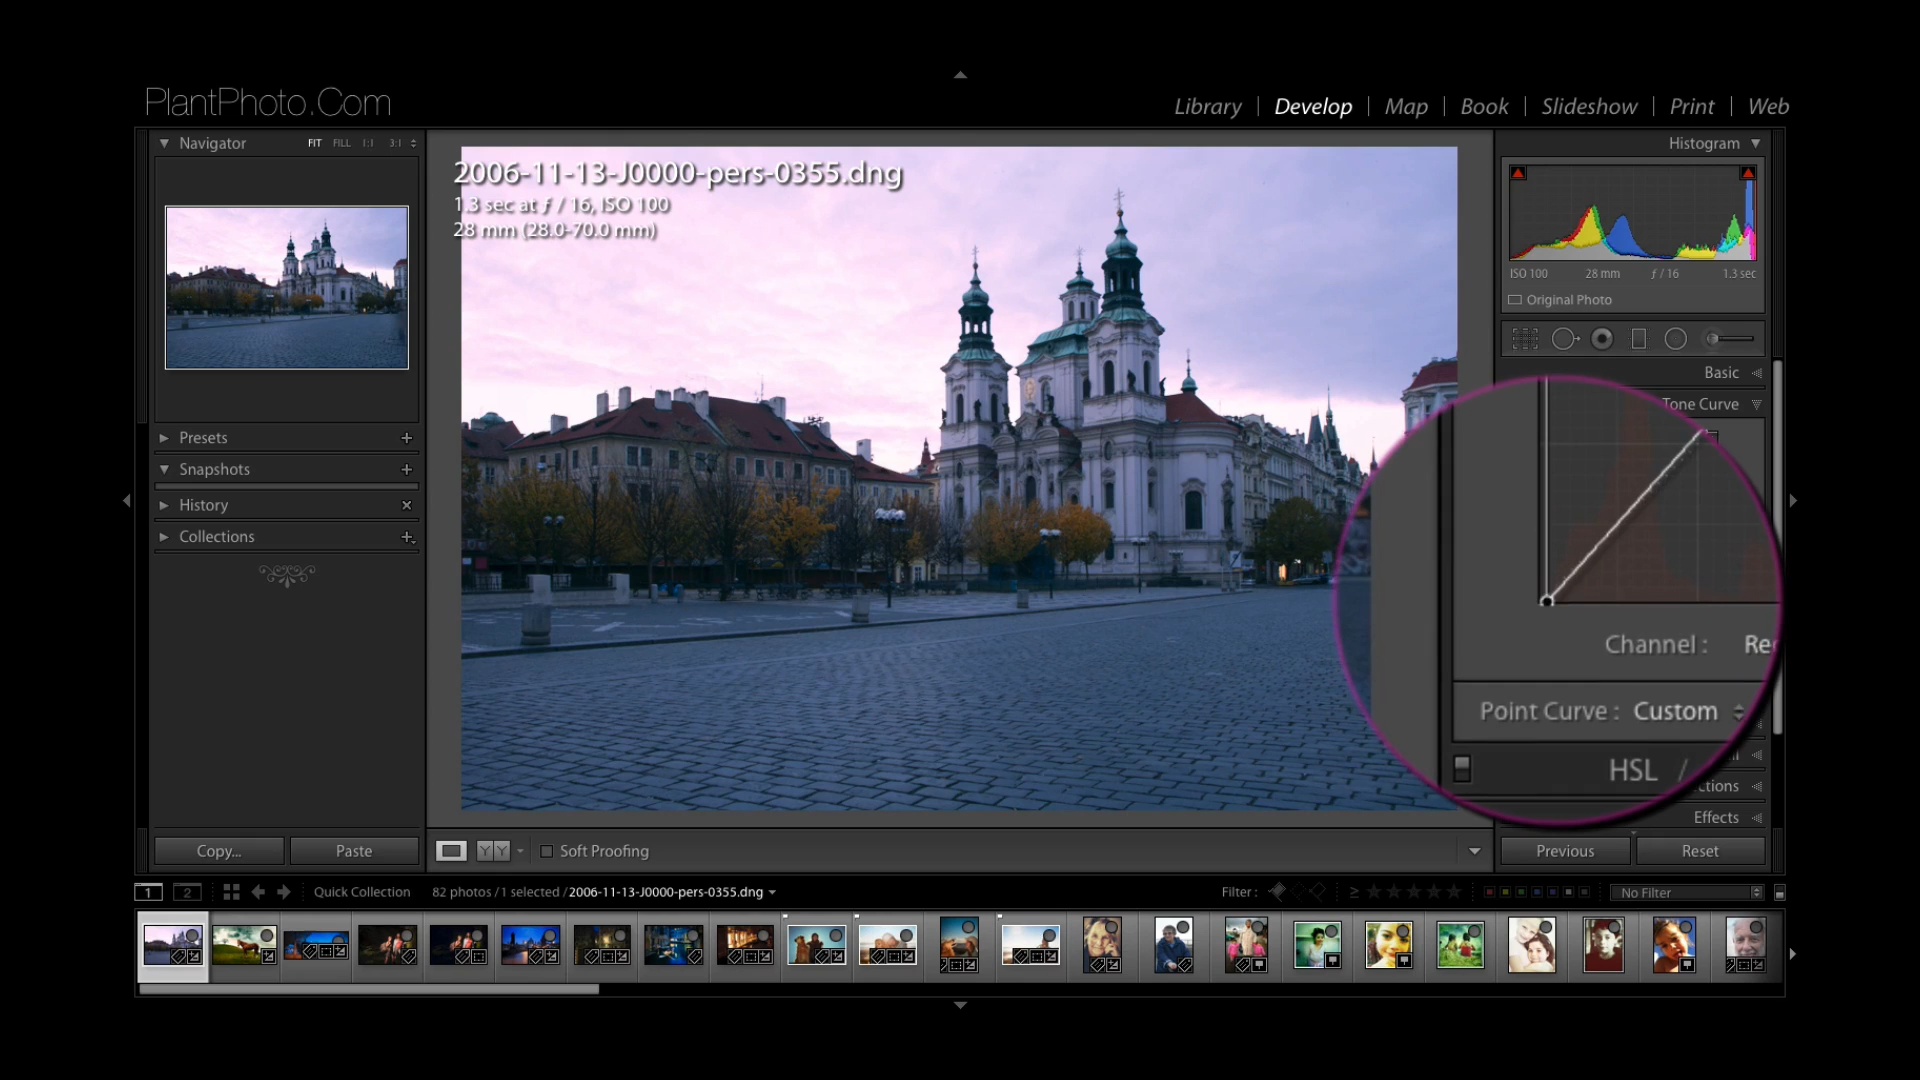 PlantPhoto.Com
Library | Develop | Map | Book | Slideshow | Print | Web
Navigator FIT FILL 1:1 3:1
Histogram
2006-11-13-J0000-pers-0355.dng
1.3 sec at ƒ / 16, ISO 100
28 mm (28.0-70.0 mm)
ISO 100 28 mm ƒ / 16 1.3 sec
Original Photo
Basic
Tone Curve
Presets
Snapshots
History
Collections
Channel :
Point Curve : Custom
HSL /
Effects
Copy... Paste
YY Soft Proofing
Previous Reset
1 2 Quick Collection 82 photos / 1 selected / 2006-11-13-J0000-pers-0355.dng
Filter : No Filter